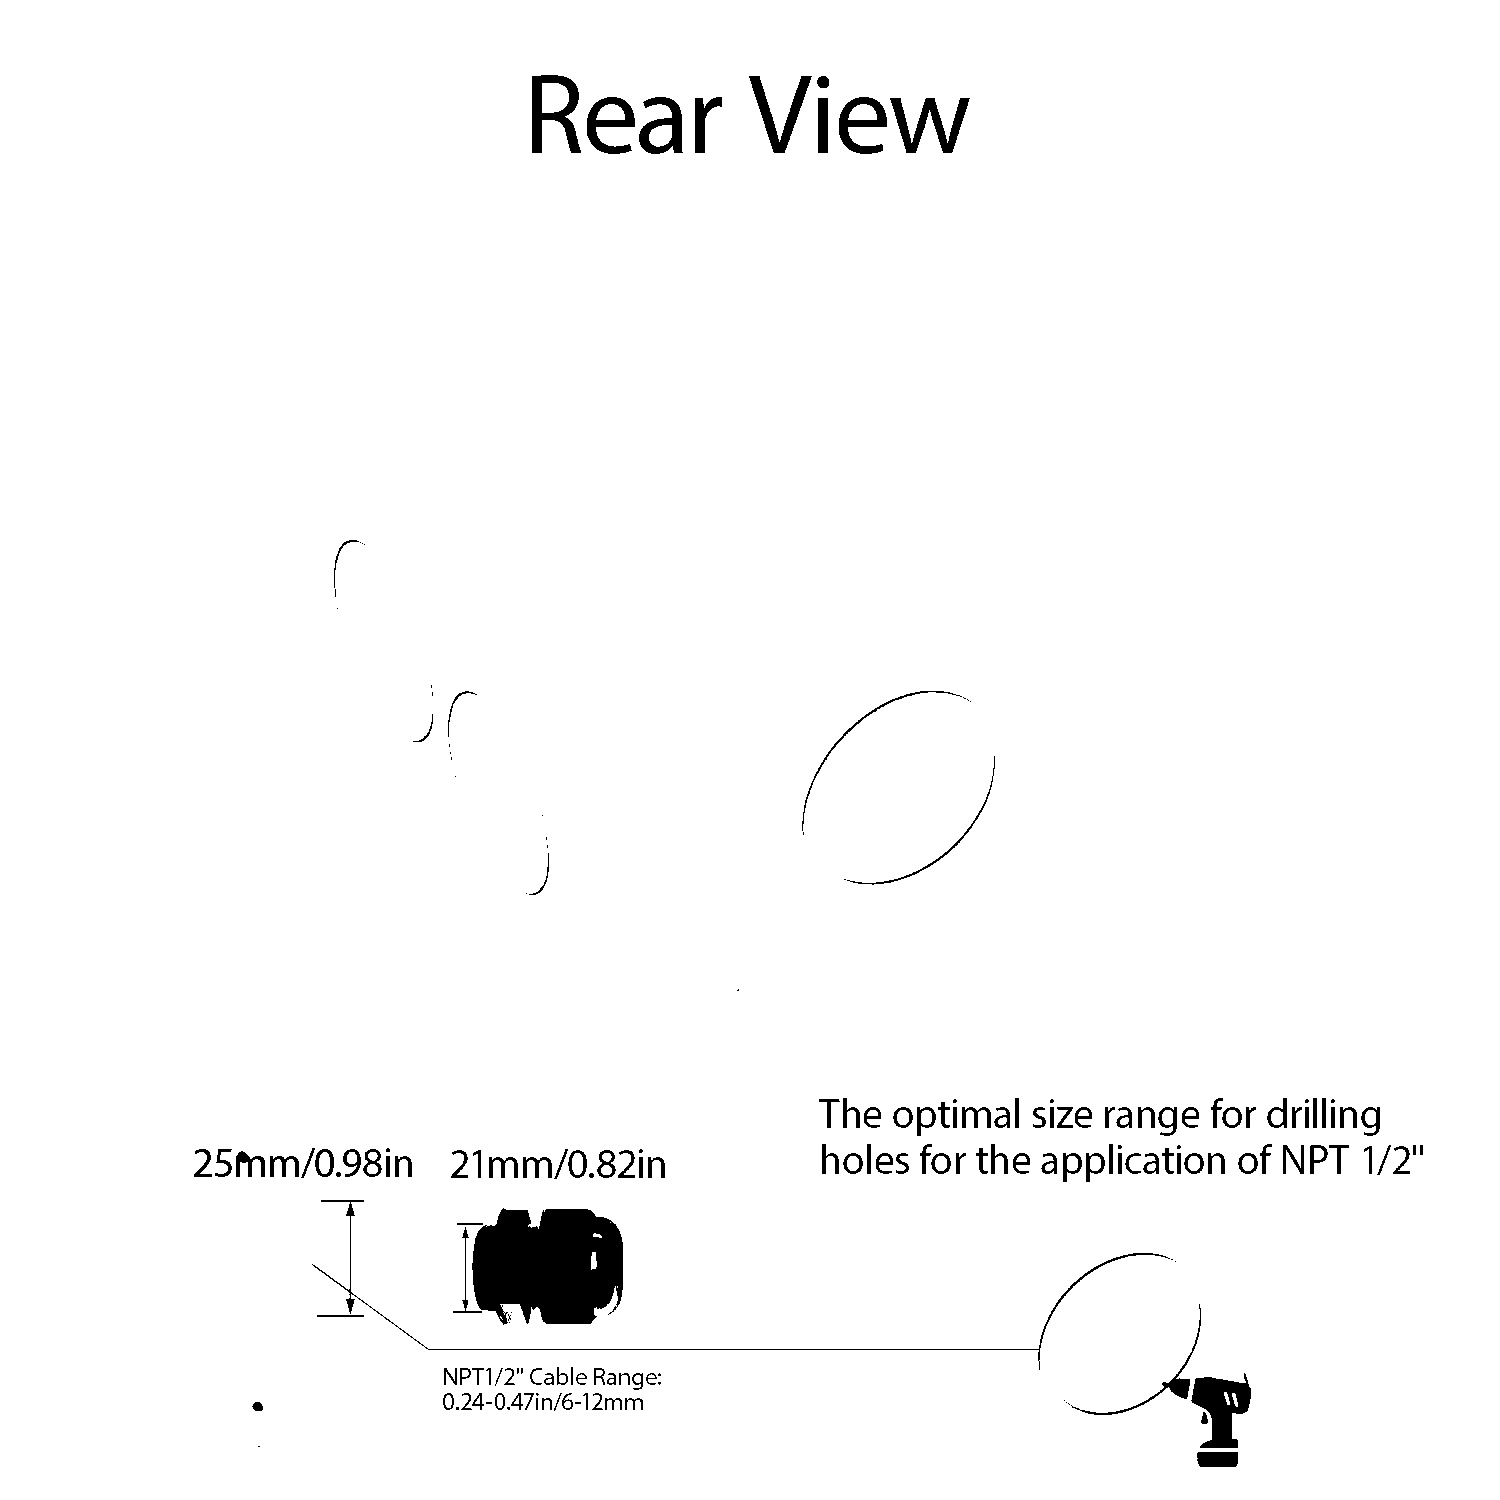 Rear View
The optimal size range for drilling
holes for the application of NPT 1/2"
25mm/0.98in
21mm/0.82in
NPT1/2" Cable Range:
0.24-0.47in/6-12mm